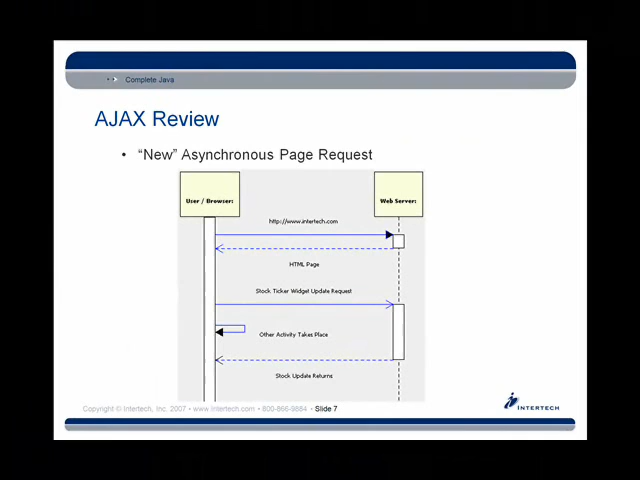 Complete Java
AJAX Review
• “New” Asynchronous Page Request
User / Browser:
Web Server:
http://www.intertech.com
HTML Page
Stock Ticker Widget Update Request
Other Activity Takes Place
Stock Update Returns
Copyright © Intertech, Inc. 2007 • www.intertech.com • 800-866-9884 • Slide 7
INTERTECH